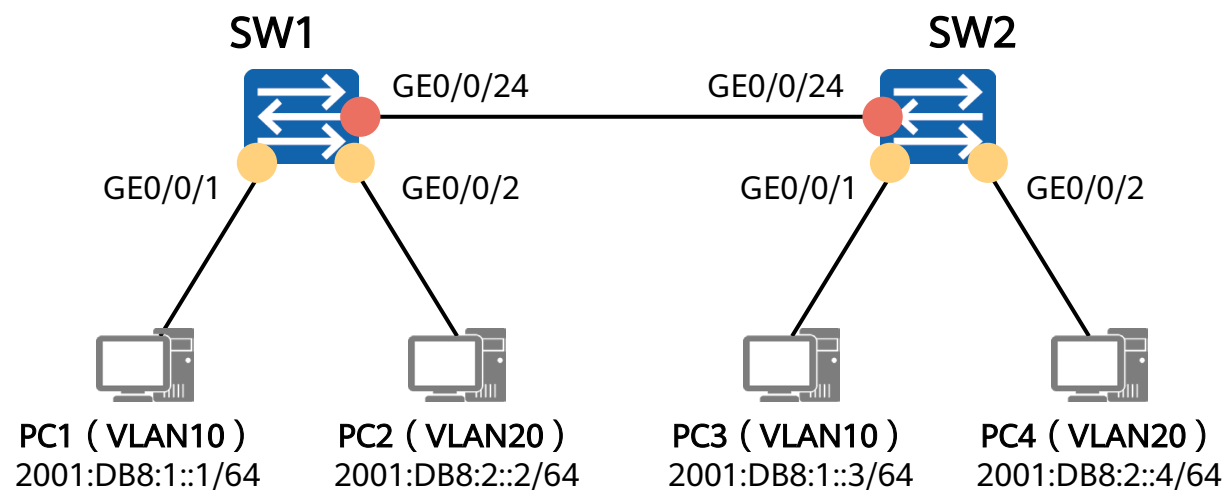 SW1
SW2
GE0/0/24
GE0/0/24
GE0/0/1
GE0/0/2
GE0/0/1
GE0/0/2
PC1（VLAN10）
PC2（VLAN20）
PC3（VLAN10）
PC4（VLAN20）
2001:DB8:1::1/64
2001:DB8:2::2/64
2001:DB8:1::3/64
2001:DB8:2::4/64